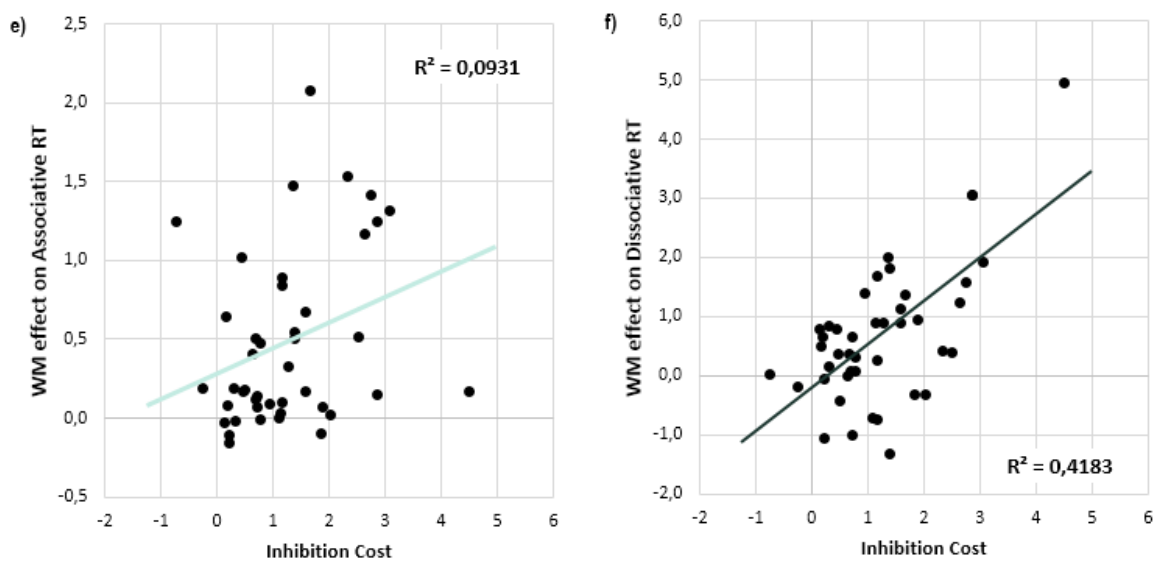 e)
2,5
2,0
1,5
1,0
0,5
0,0
-0,5
WM effect on Associative RT
R² = 0,0931
-2 -1 0 1 2 3 4 5 6
Inhibition Cost
f)
6,0
5,0
4,0
3,0
2,0
1,0
0,0
-1,0
-2,0
WM effect on Dissociative RT
R² = 0,4183
-2 -1 0 1 2 3 4 5 6
Inhibition Cost